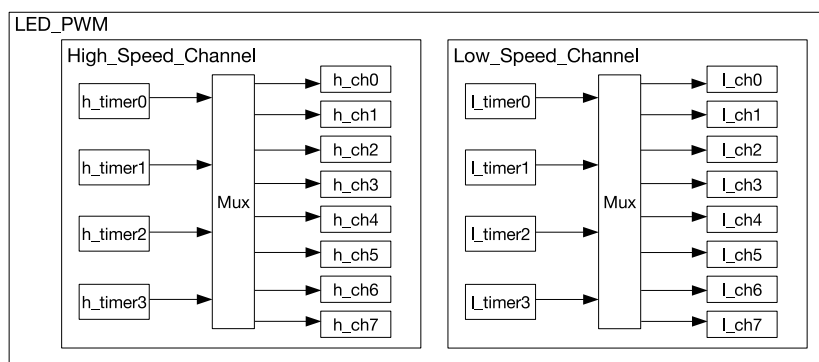 LED_PWM
High_Speed_Channel
h_timer0
h_timer1
h_timer2
h_timer3
Mux
h_ch0
h_ch1
h_ch2
h_ch3
h_ch4
h_ch5
h_ch6
h_ch7
Low_Speed_Channel
l_timer0
l_timer1
l_timer2
l_timer3
Mux
l_ch0
l_ch1
l_ch2
l_ch3
l_ch4
l_ch5
l_ch6
l_ch7